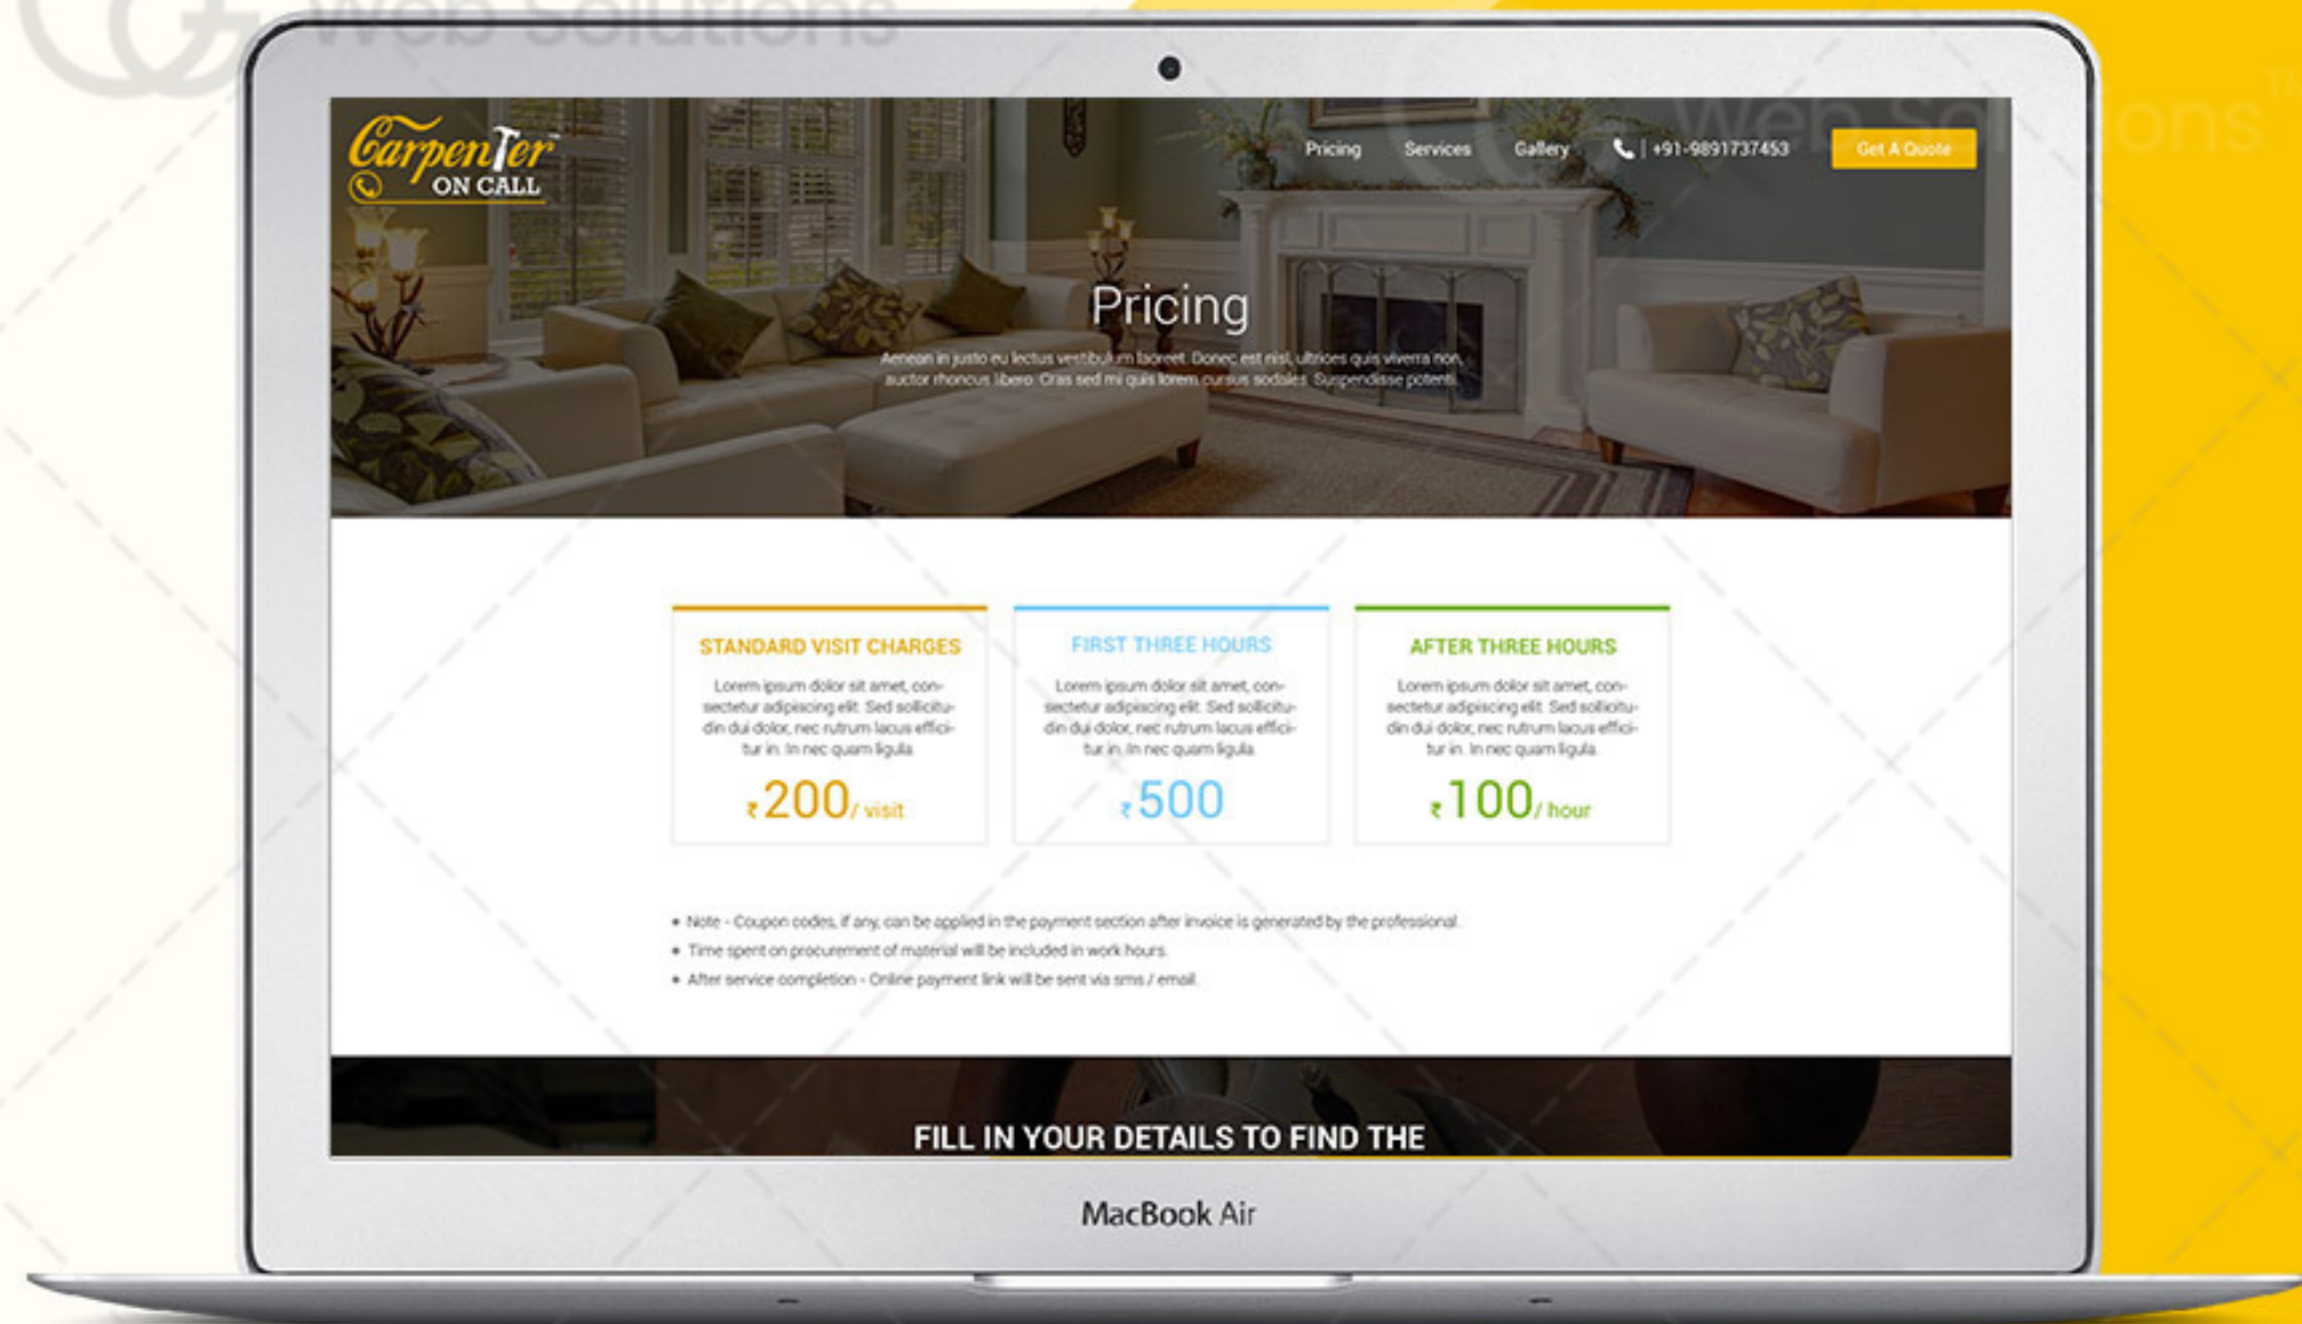 Web Solutions
Web Solutions TM
Carpenter
ON CALL
Pricing Services Gallery | +91-9891737453 Get A Quote
Pricing
Aenean in justo eu lectus vestibulum laoreet. Donec est nisl, ultrices quis viverra non,
auctor rhoncus libero. Cras sed mi quis lorem cursus sodales. Suspendisse potenti.
STANDARD VISIT CHARGES
Lorem ipsum dolor sit amet, con-
sectetur adipiscing elit. Sed sollicitu-
din dui dolor, nec rutrum lacus effici-
tur in. In nec quam ligula.
₹200/ visit
FIRST THREE HOURS
Lorem ipsum dolor sit amet, con-
sectetur adipiscing elit. Sed sollicitu-
din dui dolor, nec rutrum lacus effici-
tur in. In nec quam ligula.
₹500
AFTER THREE HOURS
Lorem ipsum dolor sit amet, con-
sectetur adipiscing elit. Sed sollicitu-
din dui dolor, nec rutrum lacus effici-
tur in. In nec quam ligula.
₹100/ hour
• Note - Coupon codes, if any, can be applied in the payment section after invoice is generated by the professional.
• Time spent on procurement of material will be included in work hours.
• After service completion - Online payment link will be sent via sms / email.
FILL IN YOUR DETAILS TO FIND THE
MacBook Air